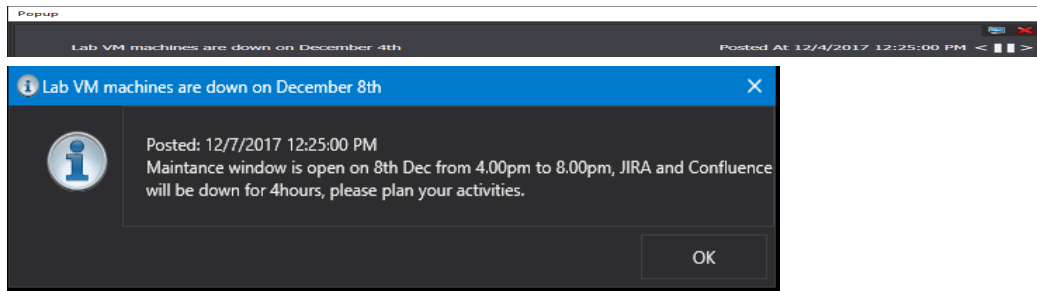 Popup
Lab VM machines are down on December 4th Posted At 12/4/2017 12:25:00 PM < >
Lab VM machines are down on December 8th
Posted: 12/7/2017 12:25:00 PM
Maintance window is open on 8th Dec from 4.00pm to 8.00pm, JIRA and Confluence
will be down for 4hours, please plan your activities.
OK